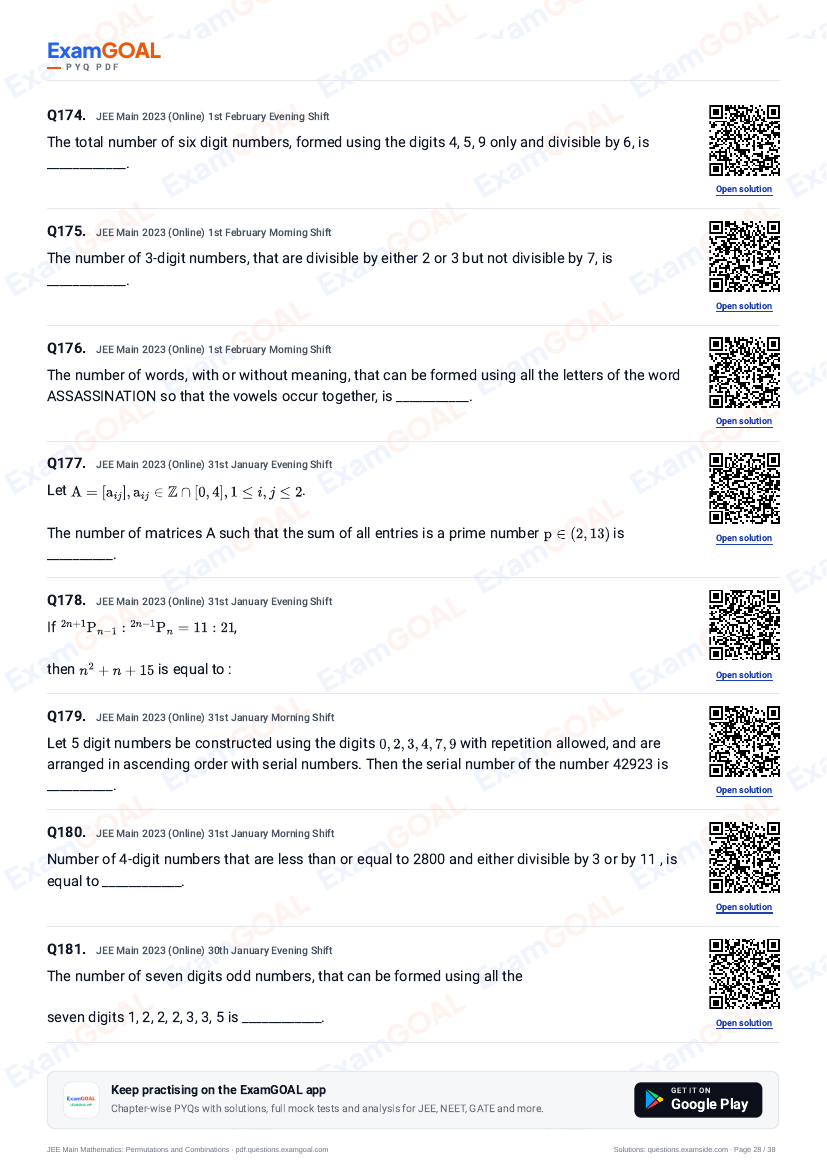 ExamGOAL
PYQ PDF
Q174. JEE Main 2023 (Online) 1st February Evening Shift
The total number of six digit numbers, formed using the digits 4, 5, 9 only and divisible by 6, is
____________.
Open solution
Q175. JEE Main 2023 (Online) 1st February Morning Shift
The number of 3-digit numbers, that are divisible by either 2 or 3 but not divisible by 7, is
____________.
Open solution
Q176. JEE Main 2023 (Online) 1st February Morning Shift
The number of words, with or without meaning, that can be formed using all the letters of the word
ASSASSINATION so that the vowels occur together, is ___________.
Open solution
Q177. JEE Main 2023 (Online) 31st January Evening Shift
Let A = [a_{ij}], a_{ij} ∈ ℤ ∩ [0, 4], 1 ≤ i, j ≤ 2.
The number of matrices A such that the sum of all entries is a prime number p ∈ (2, 13) is
__________.
Open solution
Q178. JEE Main 2023 (Online) 31st January Evening Shift
If ^{2n+1}P_{n−1} : ^{2n−1}P_n = 11 : 21,
then n² + n + 15 is equal to :
Open solution
Q179. JEE Main 2023 (Online) 31st January Morning Shift
Let 5 digit numbers be constructed using the digits 0, 2, 3, 4, 7, 9 with repetition allowed, and are
arranged in ascending order with serial numbers. Then the serial number of the number 42923 is
__________.
Open solution
Q180. JEE Main 2023 (Online) 31st January Morning Shift
Number of 4-digit numbers that are less than or equal to 2800 and either divisible by 3 or by 11 , is
equal to ____________.
Open solution
Q181. JEE Main 2023 (Online) 30th January Evening Shift
The number of seven digits odd numbers, that can be formed using all the
seven digits 1, 2, 2, 2, 3, 3, 5 is ____________.
Open solution
ExamGOAL
Keep practising on the ExamGOAL app
Chapter-wise PYQs with solutions, full mock tests and analysis for JEE, NEET, GATE and more.
GET IT ON
Google Play
JEE Main Mathematics: Permutations and Combinations · pdf.questions.examgoal.com
Solutions: questions.examside.com · Page 28 / 38